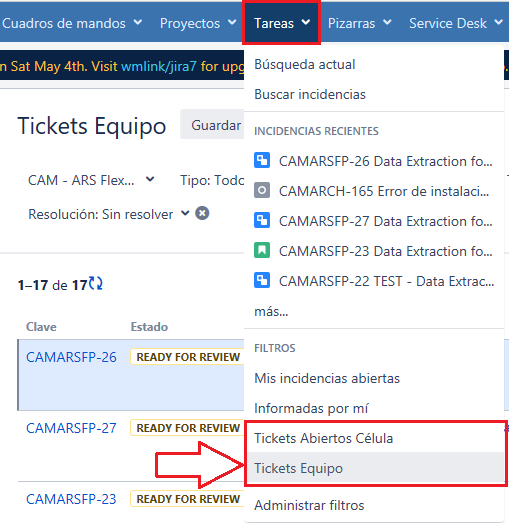 Cuadros de mandos Proyectos Tareas Pizarras Service Desk
n Sat May 4th. Visit wmlink/jira7 for upg
Tickets Equipo Guardar
CAM - ARS Flex... Tipo: Todo
Resolución: Sin resolver
1–17 de 17
Clave Estado
CAMARSFP-26 READY FOR REVIEW
CAMARSFP-27 READY FOR REVIEW
CAMARSFP-23 READY FOR REVIEW
Búsqueda actual
Buscar incidencias
INCIDENCIAS RECIENTES
CAMARSFP-26 Data Extraction fo...
CAMARCH-165 Error de instalaci...
CAMARSFP-27 Data Extraction fo...
CAMARSFP-23 Data Extraction fo...
CAMARSFP-22 TEST - Data Extrac...
más...
FILTROS
Mis incidencias abiertas
Informadas por mí
Tickets Abiertos Célula
Tickets Equipo
Administrar filtros